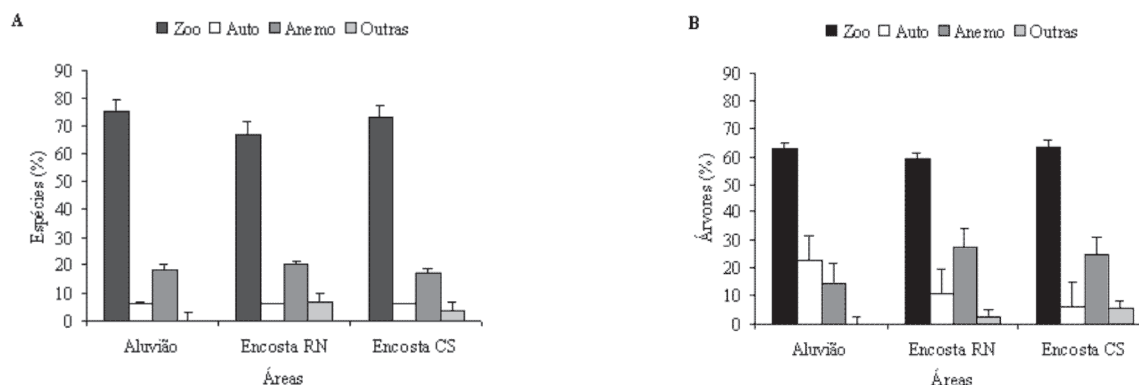 A
Zoo Auto Anemo Outras
Espécies (%)
90
80
70
60
50
40
30
20
10
0
Aluvião Encosta RN Encosta CS
Áreas
B
Zoo Auto Anemo Outras
Árvores (%)
90
80
70
60
50
40
30
20
10
0
Aluvião Encosta RN Encosta CS
Áreas